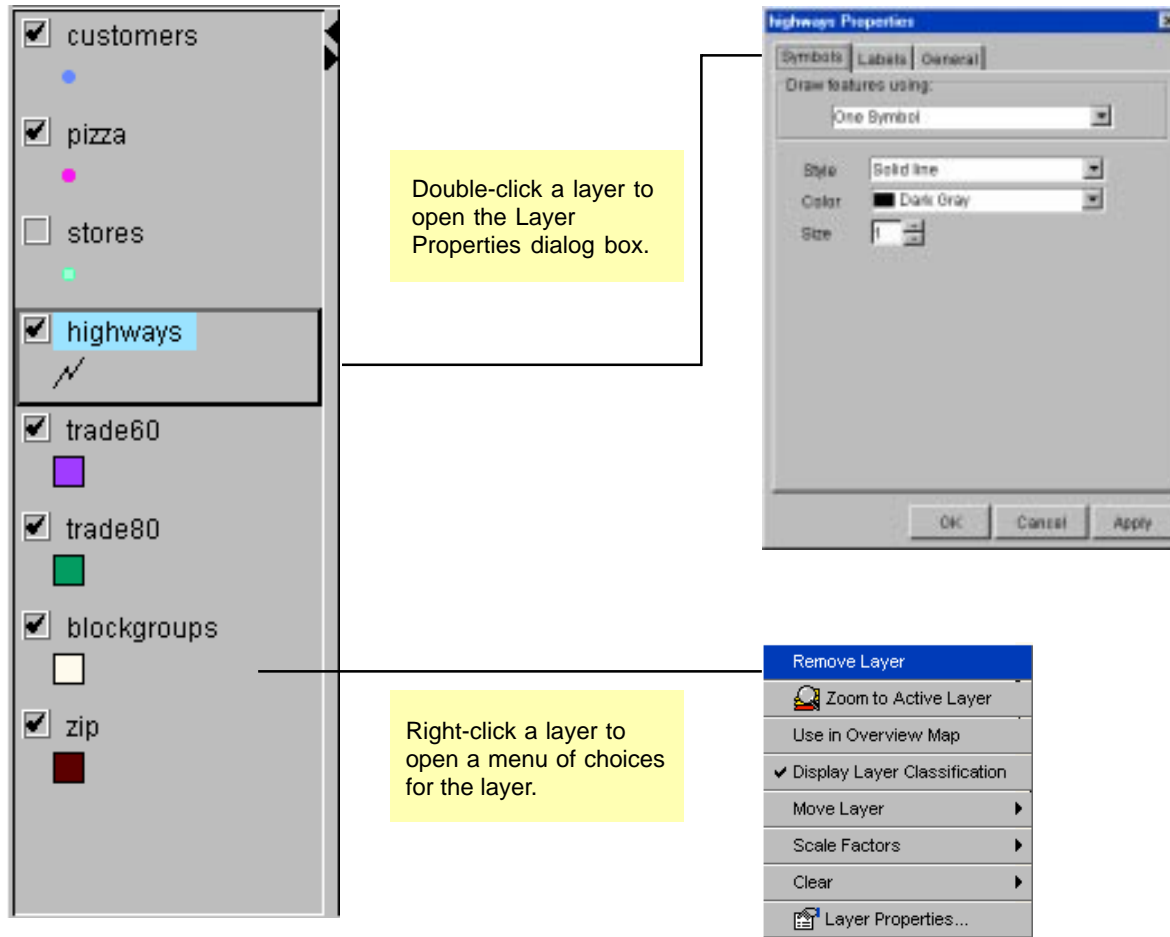 customers
pizza
stores
highways
trade60
trade80
blockgroups
zip
Double-click a layer to
open the Layer
Properties dialog box.
highways Properties
Symbols Labels General
Draw features using:
One Symbol
Style Solid line
Color Dark Gray
Size 1
OK Cancel Apply
Right-click a layer to
open a menu of choices
for the layer.
Remove Layer
Zoom to Active Layer
Use in Overview Map
Display Layer Classification
Move Layer
Scale Factors
Clear
Layer Properties...